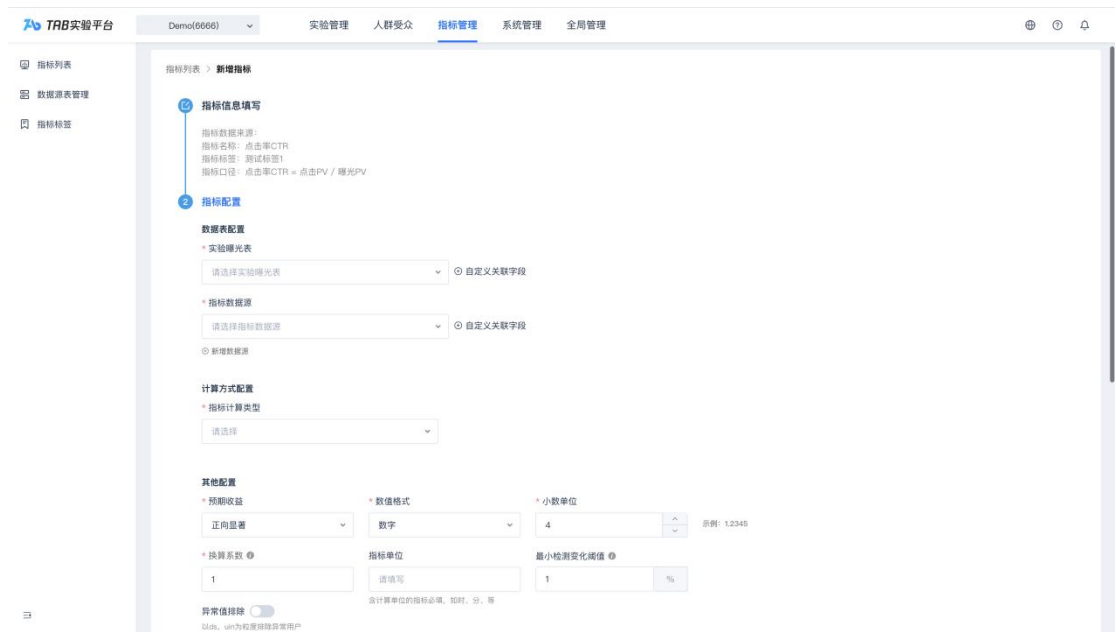 TAB实验平台
Demo(6666)
实验管理
人群受众
指标管理
系统管理
全局管理
指标列表
数据源表管理
指标标签
指标列表 > 新增指标
指标信息填写
指标数据来源：
指标名称：点击率CTR
指标标签：测试标签1
指标口径：点击率CTR = 点击PV / 曝光PV
2 指标配置
数据表配置
* 实验曝光表
请选择实验曝光表
自定义关联字段
* 指标数据源
请选择指标数据源
自定义关联字段
新增数据源
计算方式配置
* 指标计算类型
请选择
其他配置
* 预期收益 * 数值格式 * 小数单位
正向显著 数字 4 示例：1.2345
* 换算系数 指标单位 最小检测变化阈值
1 请填写 1 %
含计算单位的指标必填，如时、分、等
异常值排除
以ds、uin为粒度排除异常用户